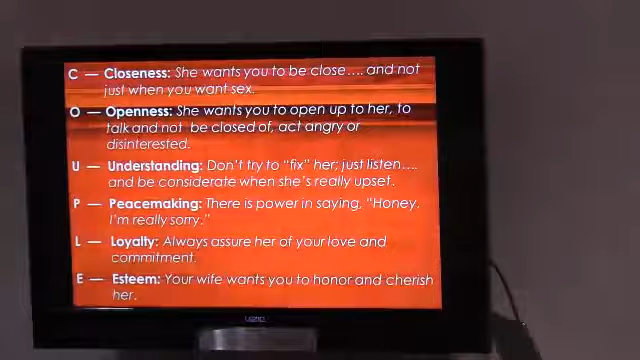 C — Closeness: She wants you to be close.... and not
just when you want sex.
O — Openness: She wants you to open up to her, to
talk and not be closed of, act angry or
disinterested.
U — Understanding: Don't try to "fix" her; just listen....
and be considerate when she's really upset.
P — Peacemaking: There is power in saying, "Honey,
I'm really sorry."
L — Loyalty: Always assure her of your love and
commitment.
E — Esteem: Your wife wants you to honor and cherish
her.
VIZIO